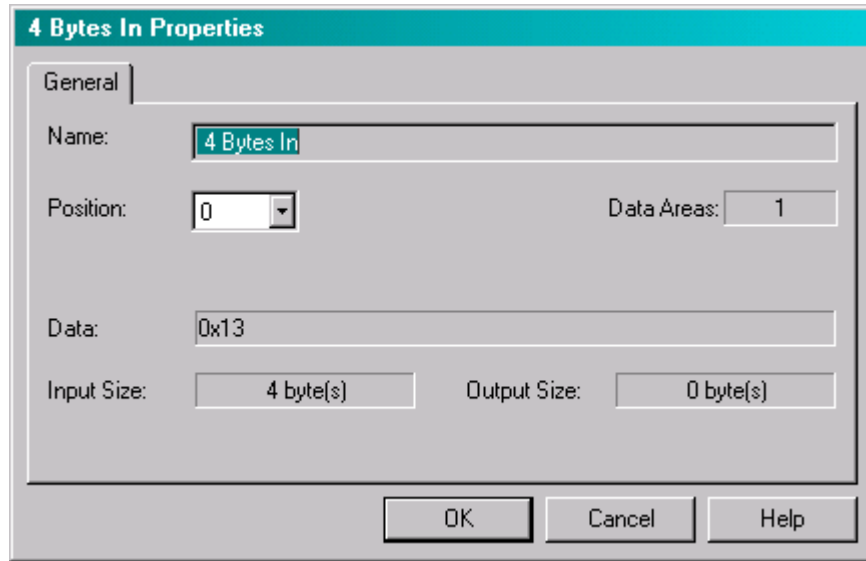 4 Bytes In Properties
General
Name: 4 Bytes In
Position: 0 Data Areas: 1
Data: 0x13
Input Size: 4 byte(s) Output Size: 0 byte(s)
OK Cancel Help